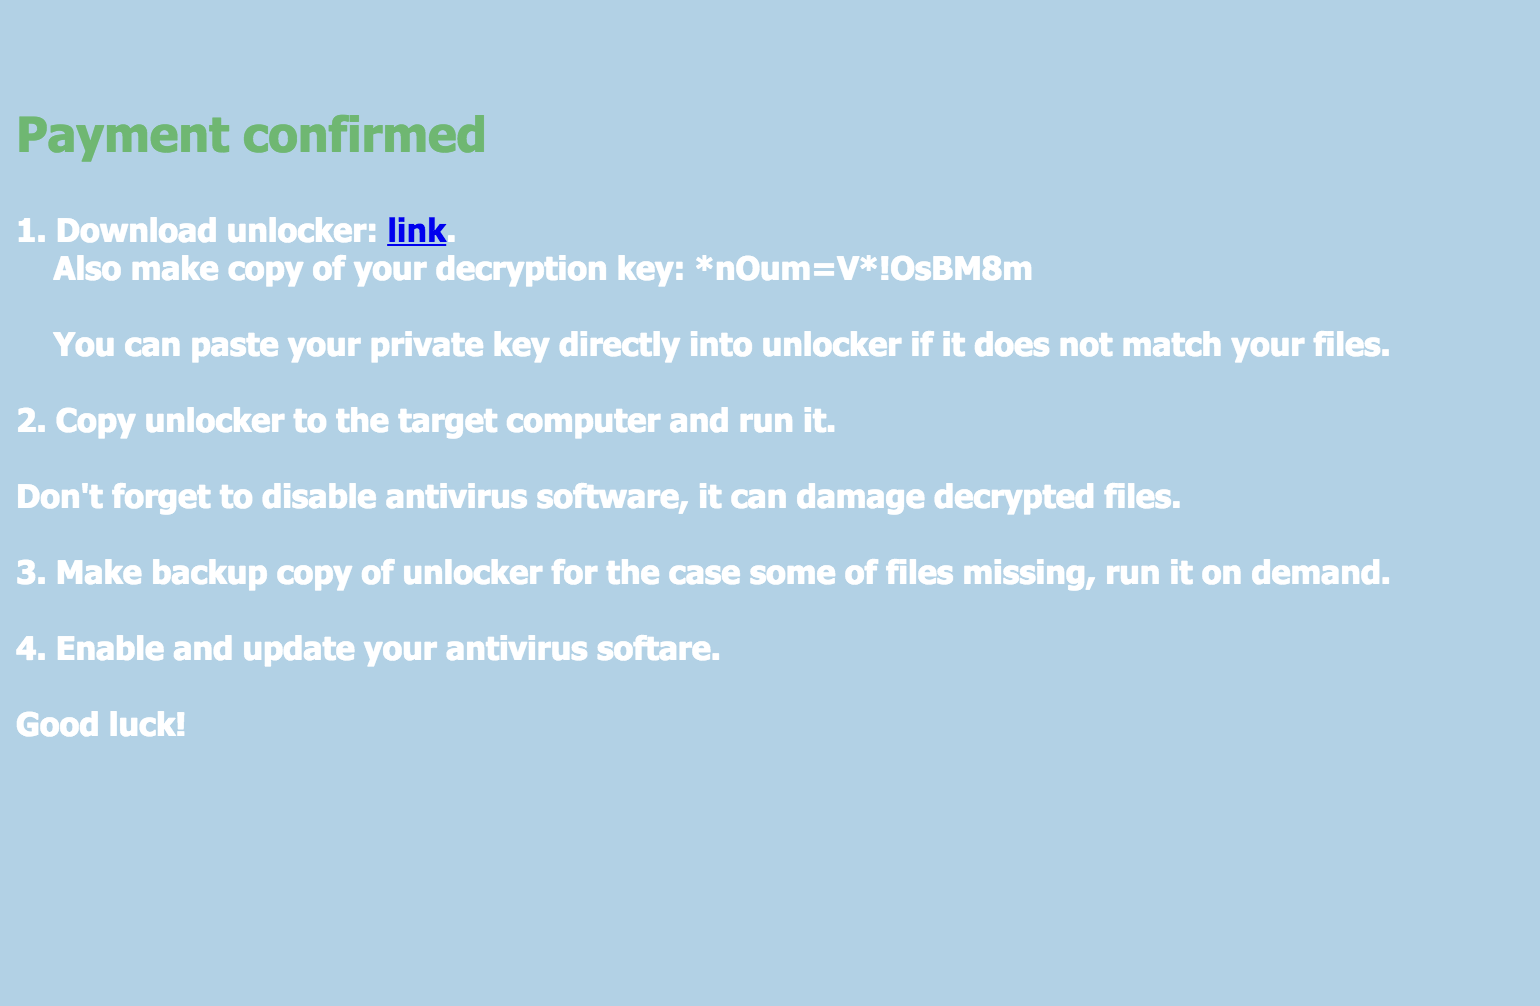 Payment confirmed
1. Download unlocker: link.
Also make copy of your decryption key: *nOum=V*!OsBM8m
You can paste your private key directly into unlocker if it does not match your files.
2. Copy unlocker to the target computer and run it.
Don't forget to disable antivirus software, it can damage decrypted files.
3. Make backup copy of unlocker for the case some of files missing, run it on demand.
4. Enable and update your antivirus softare.
Good luck!